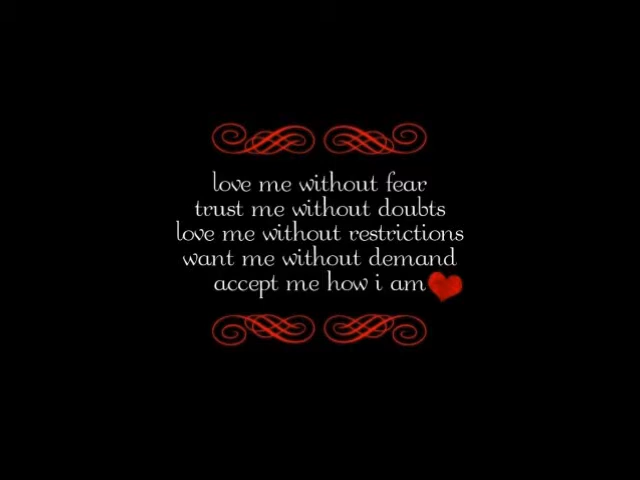 love me without fear
trust me without doubts
love me without restrictions
want me without demand
accept me how i am